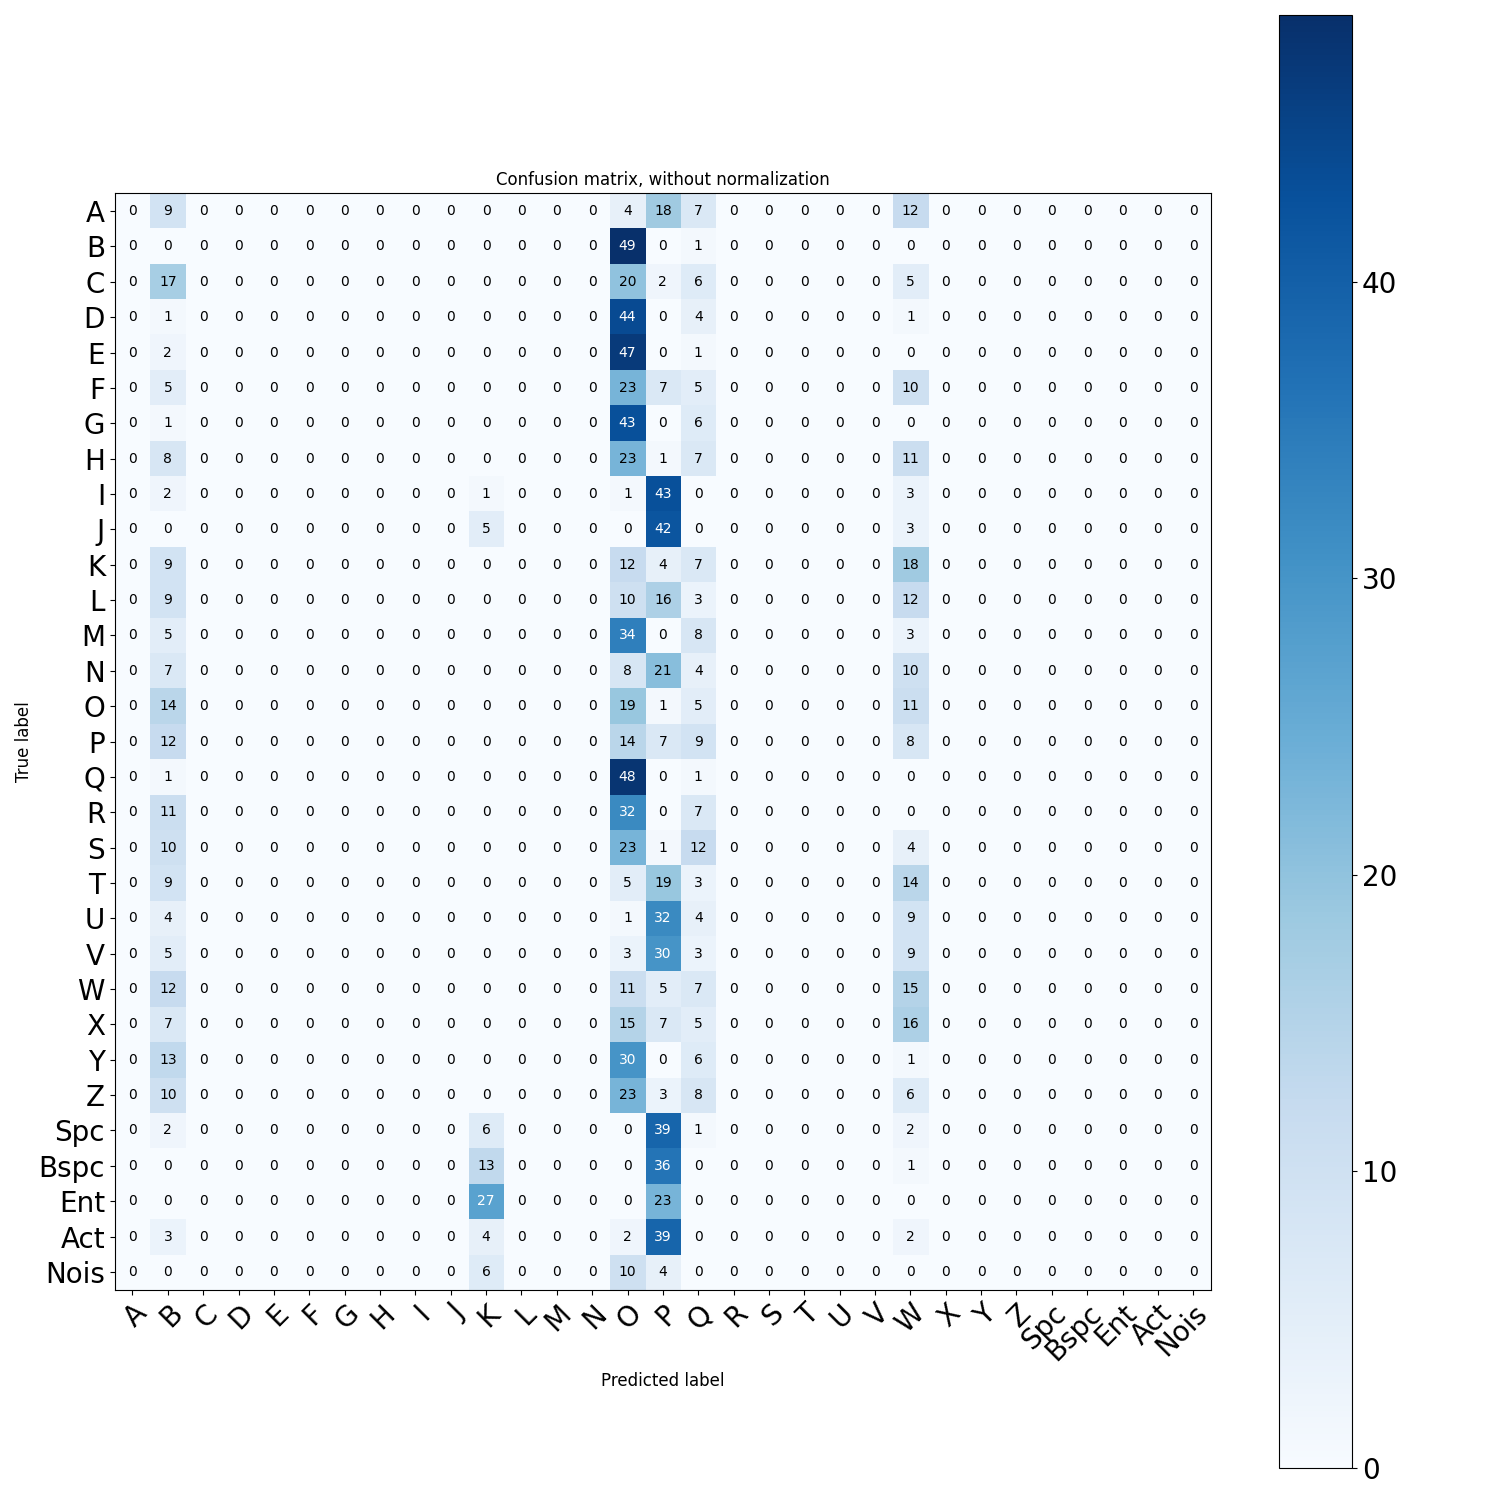 Confusion matrix, without normalization
A 0 9 0 0 0 0 0 0 0 0 0 0 0 0 4 18 7 0 0 0 0 0 12 0 0 0 0 0 0 0 0
B 0 0 0 0 0 0 0 0 0 0 0 0 0 0 49 0 1 0 0 0 0 0 0 0 0 0 0 0 0 0 0
C 0 17 0 0 0 0 0 0 0 0 0 0 0 0 20 2 6 0 0 0 0 0 5 0 0 0 0 0 0 0 0
D 0 1 0 0 0 0 0 0 0 0 0 0 0 0 44 0 4 0 0 0 0 0 1 0 0 0 0 0 0 0 0
E 0 2 0 0 0 0 0 0 0 0 0 0 0 0 47 0 1 0 0 0 0 0 0 0 0 0 0 0 0 0 0
F 0 5 0 0 0 0 0 0 0 0 0 0 0 0 23 7 5 0 0 0 0 0 10 0 0 0 0 0 0 0 0
G 0 1 0 0 0 0 0 0 0 0 0 0 0 0 43 0 6 0 0 0 0 0 0 0 0 0 0 0 0 0 0
H 0 8 0 0 0 0 0 0 0 0 0 0 0 0 23 1 7 0 0 0 0 0 11 0 0 0 0 0 0 0 0
I 0 2 0 0 0 0 0 0 0 0 1 0 0 0 1 43 0 0 0 0 0 0 3 0 0 0 0 0 0 0 0
J 0 0 0 0 0 0 0 0 0 0 5 0 0 0 0 42 0 0 0 0 0 0 3 0 0 0 0 0 0 0 0
K 0 9 0 0 0 0 0 0 0 0 0 0 0 0 12 4 7 0 0 0 0 0 18 0 0 0 0 0 0 0 0
L 0 9 0 0 0 0 0 0 0 0 0 0 0 0 10 16 3 0 0 0 0 0 12 0 0 0 0 0 0 0 0
M 0 5 0 0 0 0 0 0 0 0 0 0 0 0 34 0 8 0 0 0 0 0 3 0 0 0 0 0 0 0 0
N 0 7 0 0 0 0 0 0 0 0 0 0 0 0 8 21 4 0 0 0 0 0 10 0 0 0 0 0 0 0 0
O 0 14 0 0 0 0 0 0 0 0 0 0 0 0 19 1 5 0 0 0 0 0 11 0 0 0 0 0 0 0 0
P 0 12 0 0 0 0 0 0 0 0 0 0 0 0 14 7 9 0 0 0 0 0 8 0 0 0 0 0 0 0 0
Q 0 1 0 0 0 0 0 0 0 0 0 0 0 0 48 0 1 0 0 0 0 0 0 0 0 0 0 0 0 0 0
R 0 11 0 0 0 0 0 0 0 0 0 0 0 0 32 0 7 0 0 0 0 0 0 0 0 0 0 0 0 0 0
S 0 10 0 0 0 0 0 0 0 0 0 0 0 0 23 1 12 0 0 0 0 0 4 0 0 0 0 0 0 0 0
T 0 9 0 0 0 0 0 0 0 0 0 0 0 0 5 19 3 0 0 0 0 0 14 0 0 0 0 0 0 0 0
U 0 4 0 0 0 0 0 0 0 0 0 0 0 0 1 32 4 0 0 0 0 0 9 0 0 0 0 0 0 0 0
V 0 5 0 0 0 0 0 0 0 0 0 0 0 0 3 30 3 0 0 0 0 0 9 0 0 0 0 0 0 0 0
W 0 12 0 0 0 0 0 0 0 0 0 0 0 0 11 5 7 0 0 0 0 0 15 0 0 0 0 0 0 0 0
X 0 7 0 0 0 0 0 0 0 0 0 0 0 0 15 7 5 0 0 0 0 0 16 0 0 0 0 0 0 0 0
Y 0 13 0 0 0 0 0 0 0 0 0 0 0 0 30 0 6 0 0 0 0 0 1 0 0 0 0 0 0 0 0
Z 0 10 0 0 0 0 0 0 0 0 0 0 0 0 23 3 8 0 0 0 0 0 6 0 0 0 0 0 0 0 0
Spc 0 2 0 0 0 0 0 0 0 0 6 0 0 0 0 39 1 0 0 0 0 0 2 0 0 0 0 0 0 0 0
Bspc 0 0 0 0 0 0 0 0 0 0 13 0 0 0 0 36 0 0 0 0 0 0 1 0 0 0 0 0 0 0 0
Ent 0 0 0 0 0 0 0 0 0 0 27 0 0 0 0 23 0 0 0 0 0 0 0 0 0 0 0 0 0 0 0
Act 0 3 0 0 0 0 0 0 0 0 4 0 0 0 2 39 0 0 0 0 0 0 2 0 0 0 0 0 0 0 0
Nois 0 0 0 0 0 0 0 0 0 0 6 0 0 0 10 4 0 0 0 0 0 0 0 0 0 0 0 0 0 0 0
A B C D E F G H I J K L M N O P Q R S T U V W X Y Z Spc Bspc Ent Act Nois
Predicted label
True label
40
30
20
10
0